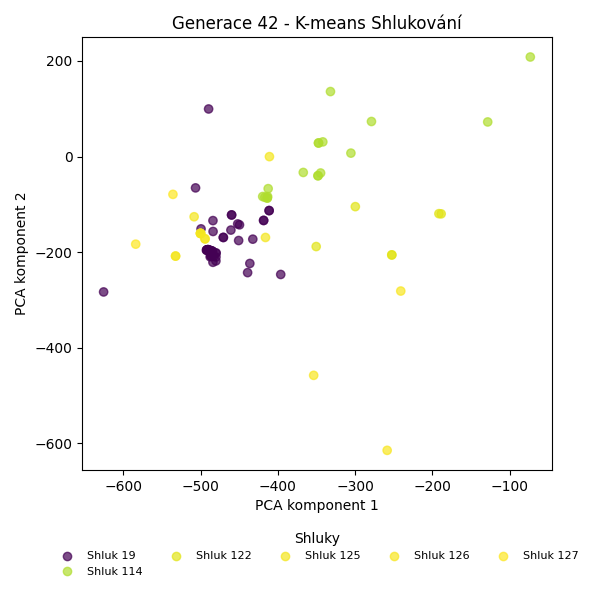 Generace 42 - K-means Shlukování
200
0
−200
−400
−600
PCA komponent 2
−600 −500 −400 −300 −200 −100
PCA komponent 1
Shluky
Shluk 19 Shluk 122 Shluk 125 Shluk 126 Shluk 127
Shluk 114